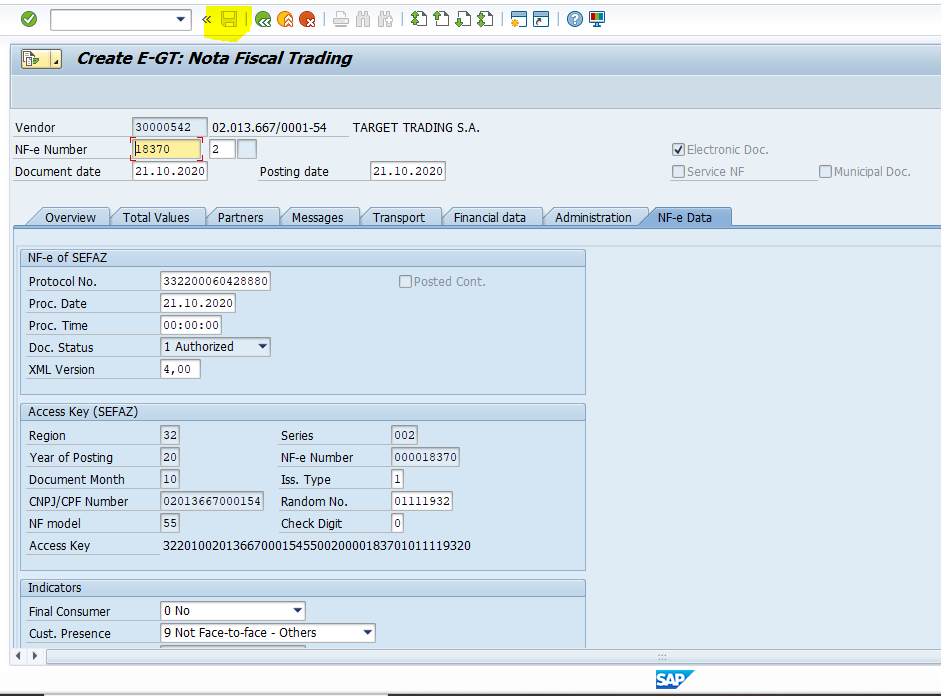 Create E-GT: Nota Fiscal Trading
Vendor 30000542 02.013.667/0001-54 TARGET TRADING S.A.
NF-e Number 18370 2 Electronic Doc.
Document date 21.10.2020 Posting date 21.10.2020 Service NF Municipal Doc.
Overview Total Values Partners Messages Transport Financial data Administration NF-e Data
NF-e of SEFAZ
Protocol No. 332200060428880 Posted Cont.
Proc. Date 21.10.2020
Proc. Time 00:00:00
Doc. Status 1 Authorized
XML Version 4,00
Access Key (SEFAZ)
Region 32 Series 002
Year of Posting 20 NF-e Number 000018370
Document Month 10 Iss. Type 1
CNPJ/CPF Number 02013667000154 Random No. 01111932
NF model 55 Check Digit 0
Access Key 32201002013667000154550020000183701011119320
Indicators
Final Consumer 0 No
Cust. Presence 9 Not Face-to-face - Others
SAP